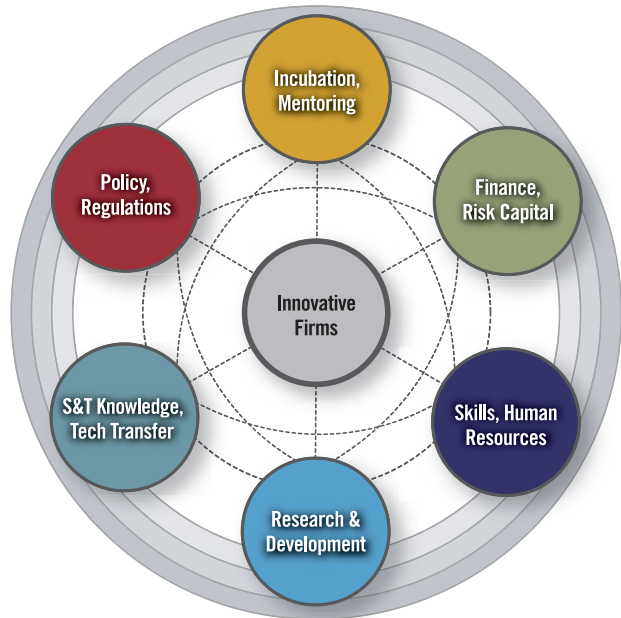 Incubation,
Mentoring
Policy,
Regulations
Finance,
Risk Capital
Innovative
Firms
S&T Knowledge,
Tech Transfer
Skills, Human
Resources
Research &
Development